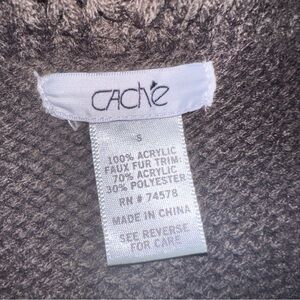 CAChé
S
100% ACRYLIC
FAUX FUR TRIM:
70% ACRYLIC
30% POLYESTER
RN # 74578
MADE IN CHINA
SEE REVERSE
FOR CARE